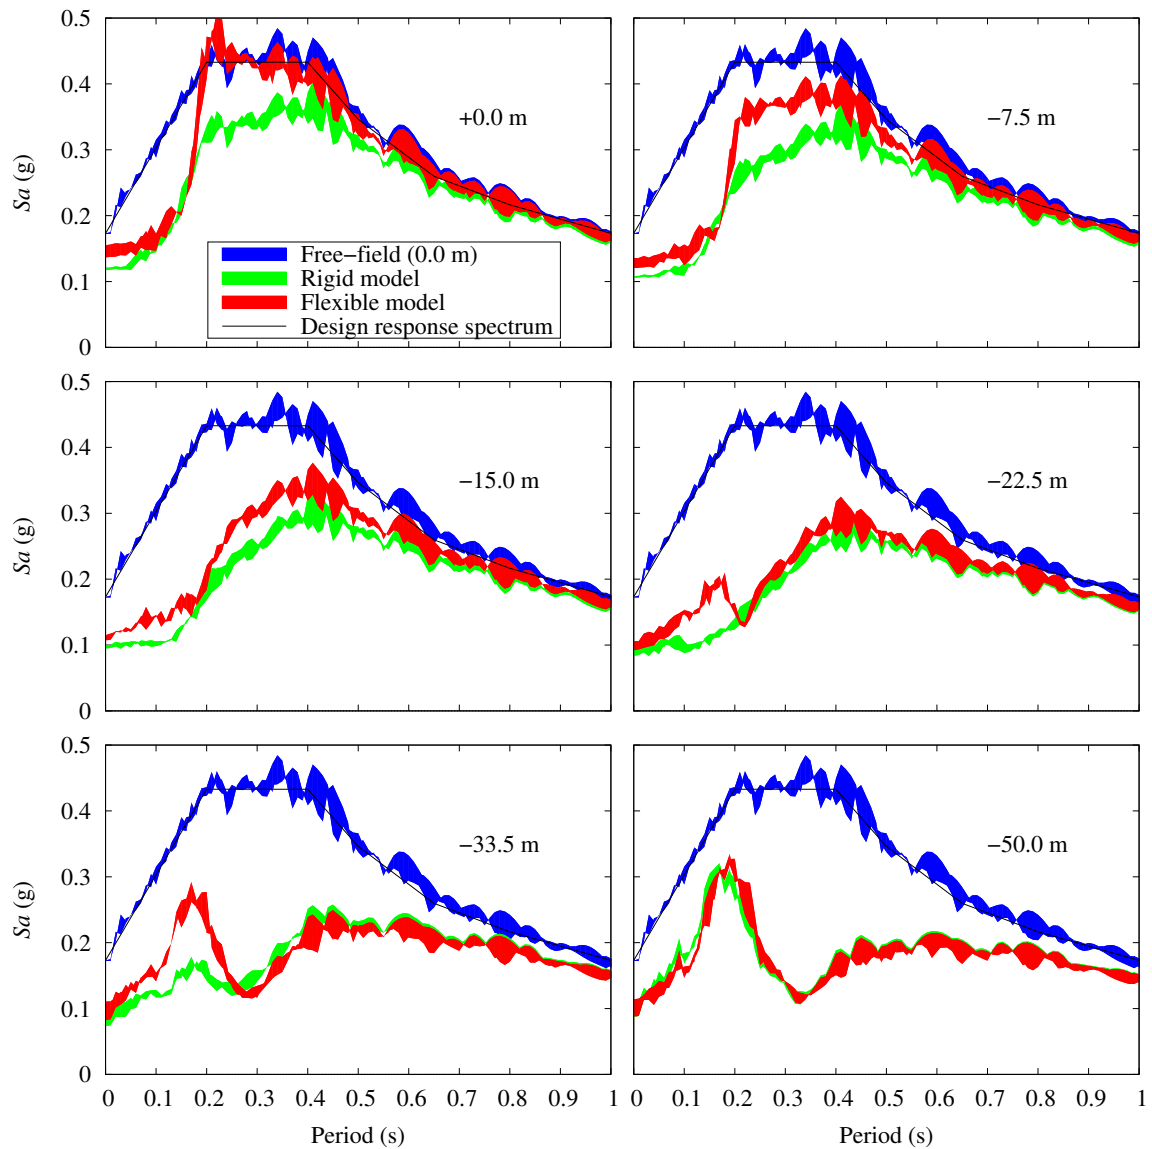 0.5
0.4
0.3
0.2
0.1
0
Sa (g)
+0.0 m
Free−field (0.0 m)
Rigid model
Flexible model
Design response spectrum
−7.5 m
0.5
0.4
0.3
0.2
0.1
0
Sa (g)
−15.0 m
−22.5 m
0.5
0.4
0.3
0.2
0.1
0
Sa (g)
−33.5 m
−50.0 m
0 0.1 0.2 0.3 0.4 0.5 0.6 0.7 0.8 0.9 1
0 0.1 0.2 0.3 0.4 0.5 0.6 0.7 0.8 0.9 1
Period (s)
Period (s)